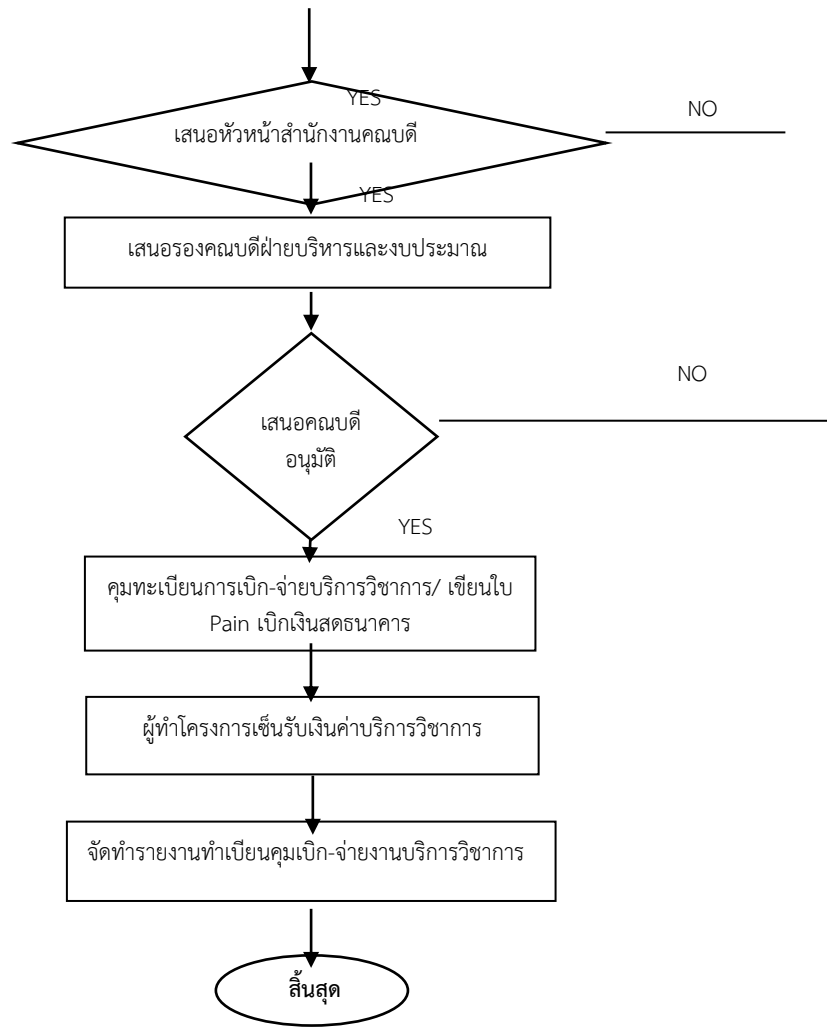 YES
NO
เสนอหัวหน้าสำนักงานคณบดี
YES
เสนอรองคณบดีฝ่ายบริหารและงบประมาณ
NO
เสนอคณบดี
อนุมัติ
YES
คุมทะเบียนการเบิก-จ่ายบริการวิชาการ/ เขียนใบ
Pain เบิกเงินสดธนาคาร
ผู้ทำโครงการเซ็นรับเงินค่าบริการวิชาการ
จัดทำรายงานทำเบียนคุมเบิก-จ่ายงานบริการวิชาการ
สิ้นสุด